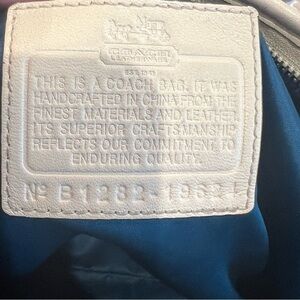 COACH
LEATHERWARE
EST. 1941
THIS IS A COACH BAG. IT WAS
HANDCRAFTED IN CHINA FROM THE
FINEST MATERIALS AND LEATHER.
ITS SUPERIOR CRAFTSMANSHIP
REFLECTS OUR COMMITMENT TO
ENDURING QUALITY.
Nº B1282-